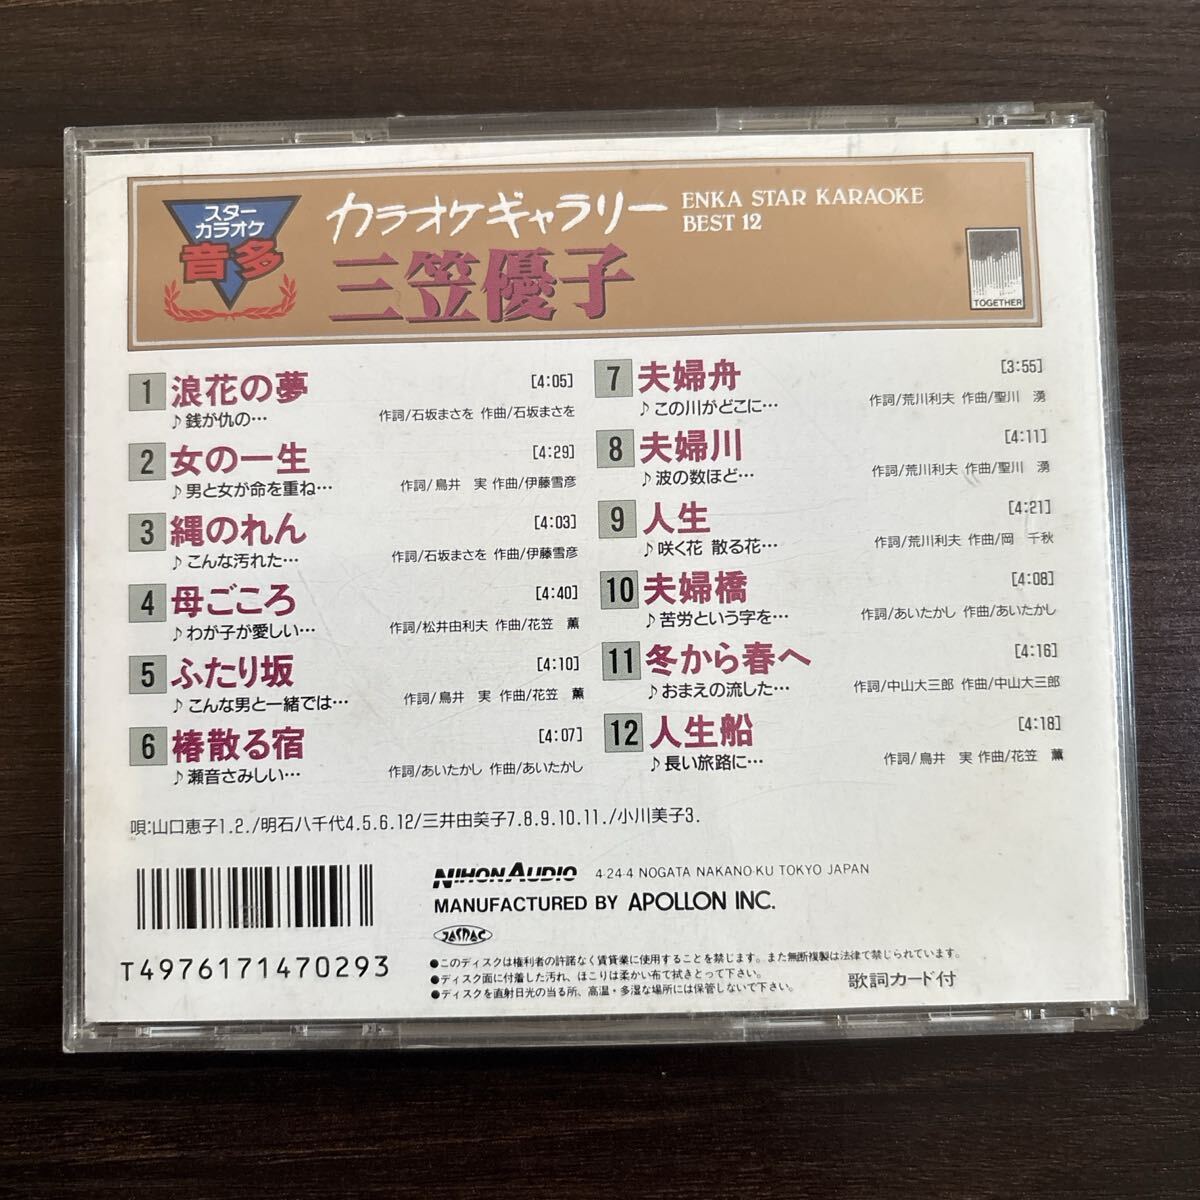 スター
カラオケ
音多
カラオケギャラリー
ENKA STAR KARAOKE
BEST 12
三笠優子
TOGETHER
1 浪花の夢 [4:05]
♪銭が仇の… 作詞/石坂まさを 作曲/石坂まさを
2 女の一生 [4:29]
♪男と女が命を重ね… 作詞/鳥井 実 作曲/伊藤雪彦
3 縄のれん [4:03]
♪こんな汚れた… 作詞/石坂まさを 作曲/伊藤雪彦
4 母ごころ [4:40]
♪わが子が愛しい… 作詞/松井由利夫 作曲/花笠 薫
5 ふたり坂 [4:10]
♪こんな男と一緒では… 作詞/鳥井 実 作曲/花笠 薫
6 椿散る宿 [4:07]
♪瀬音さみしい… 作詞/あいたかし 作曲/あいたかし
7 夫婦舟 [3:55]
♪この川がどこに… 作詞/荒川利夫 作曲/聖川 湧
8 夫婦川 [4:11]
♪波の数ほど… 作詞/荒川利夫 作曲/聖川 湧
9 人生 [4:21]
♪咲く花 散る花… 作詞/荒川利夫 作曲/岡 千秋
10 夫婦橋 [4:08]
♪苦労という字を… 作詞/あいたかし 作曲/あいたかし
11 冬から春へ [4:16]
♪おまえの流した… 作詞/中山大三郎 作曲/中山大三郎
12 人生船 [4:18]
♪長い旅路に… 作詞/鳥井 実 作曲/花笠 薫
唄:山口恵子1.2./明石八千代4.5.6.12/三井由美子7.8.9.10.11./小川美子3.
NIHON AUDIO 4-24-4 NOGATA NAKANO-KU TOKYO JAPAN
MANUFACTURED BY APOLLON INC.
JASRAC
T4976171470293
●このディスクは権利者の許諾なく賃貸業に使用することを禁じます。また無断複製は法律で禁じられています。
●ディスク面に付着した汚れ、ほこりは柔かい布で拭きとって下さい。
●ディスクを直射日光の当る所、高温・多湿な場所には保管しないで下さい。
歌詞カード付